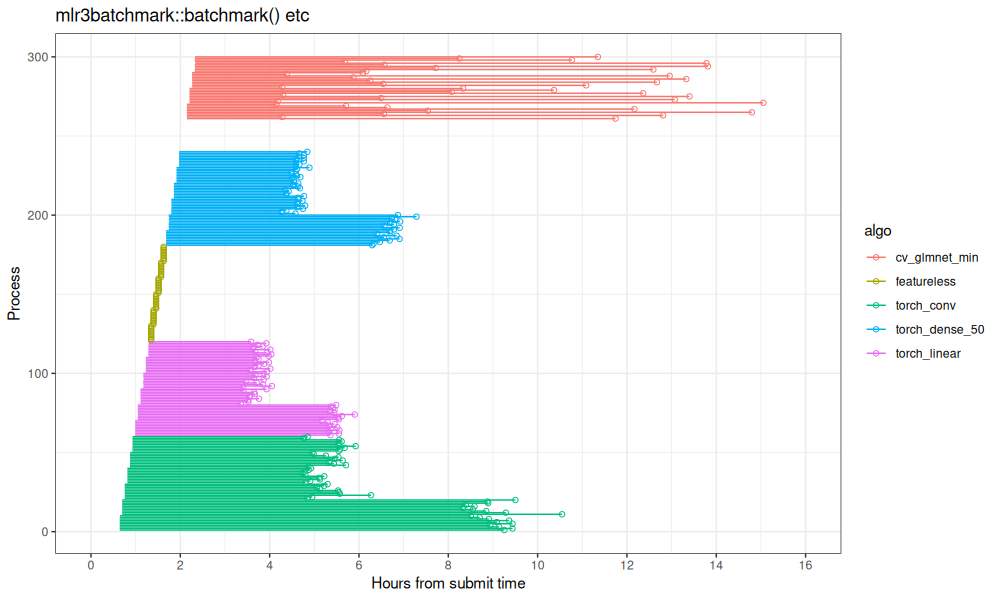 mlr3batchmark::batchmark() etc
300
200
100
0
Process
0 2 4 6 8 10 12 14 16
Hours from submit time
algo
cv_glmnet_min
featureless
torch_conv
torch_dense_50
torch_linear